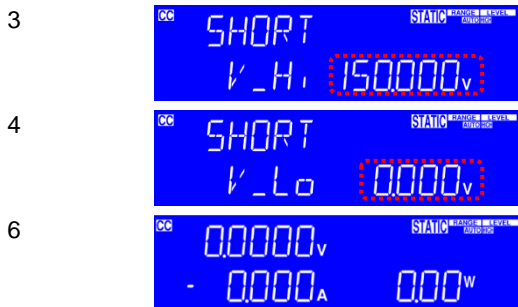 3
CC SHORT STATIC RANGE LEVEL
AUTO HIGH
V_Hi 150.000V
4
CC SHORT STATIC RANGE LEVEL
AUTO HIGH
V_Lo 0.000V
6
CC 0.0000V STATIC RANGE LEVEL
AUTO HIGH
- 0.000A 0.00W